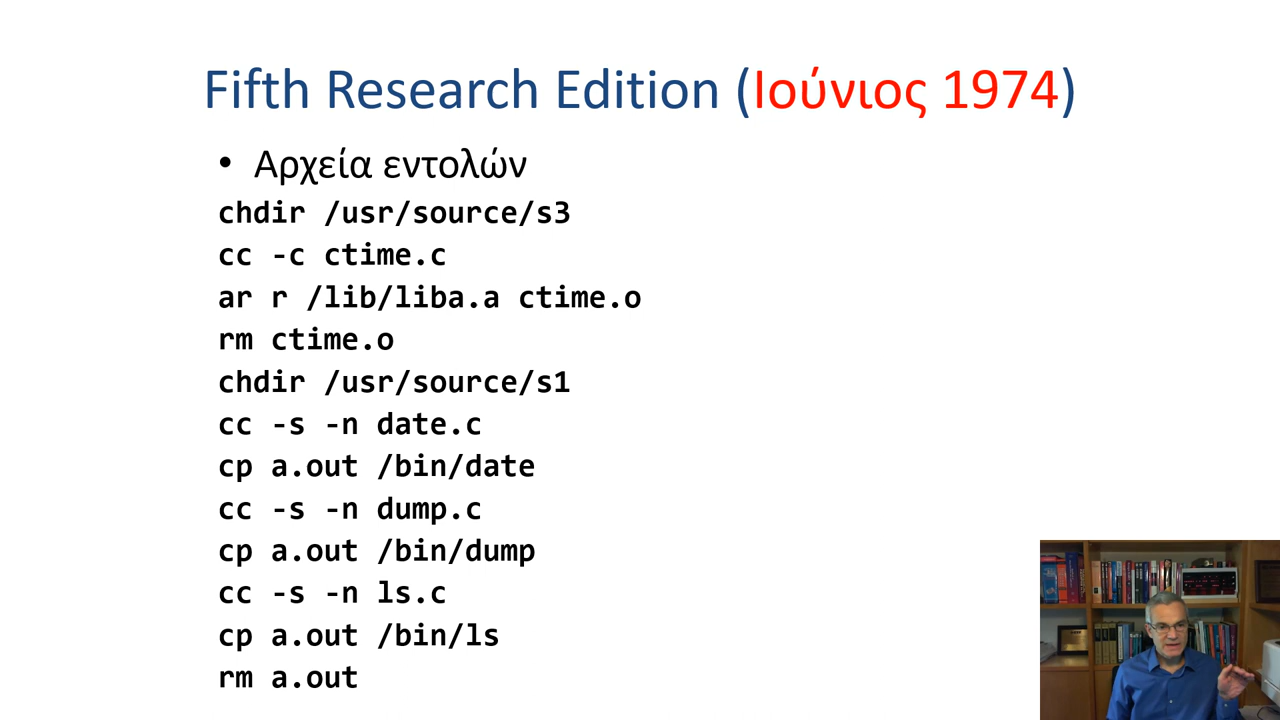 Fifth Research Edition (Ιούνιος 1974)
• Αρχεία εντολών
chdir /usr/source/s3
cc -c ctime.c
ar r /lib/liba.a ctime.o
rm ctime.o
chdir /usr/source/s1
cc -s -n date.c
cp a.out /bin/date
cc -s -n dump.c
cp a.out /bin/dump
cc -s -n ls.c
cp a.out /bin/ls
rm a.out